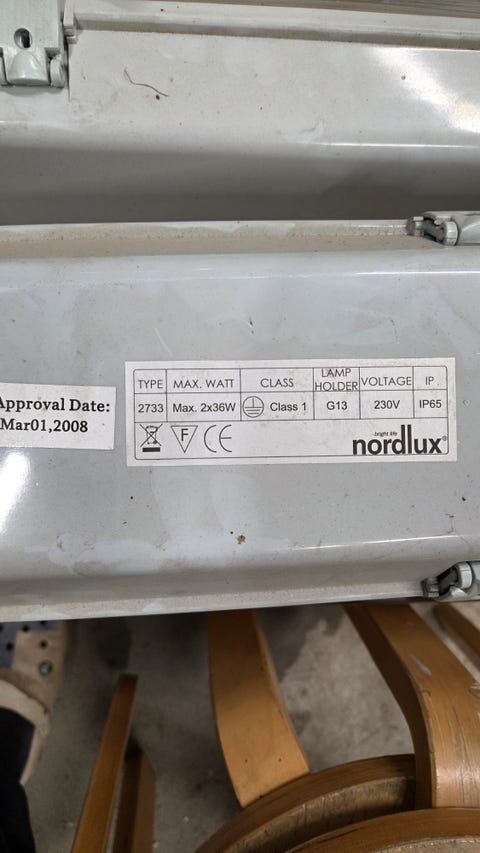 Approval Date:
Mar01,2008
TYPE MAX. WATT CLASS LAMP HOLDER VOLTAGE IP
2733 Max. 2x36W Class 1 G13 230V IP65
F CE
bright life
nordlux®